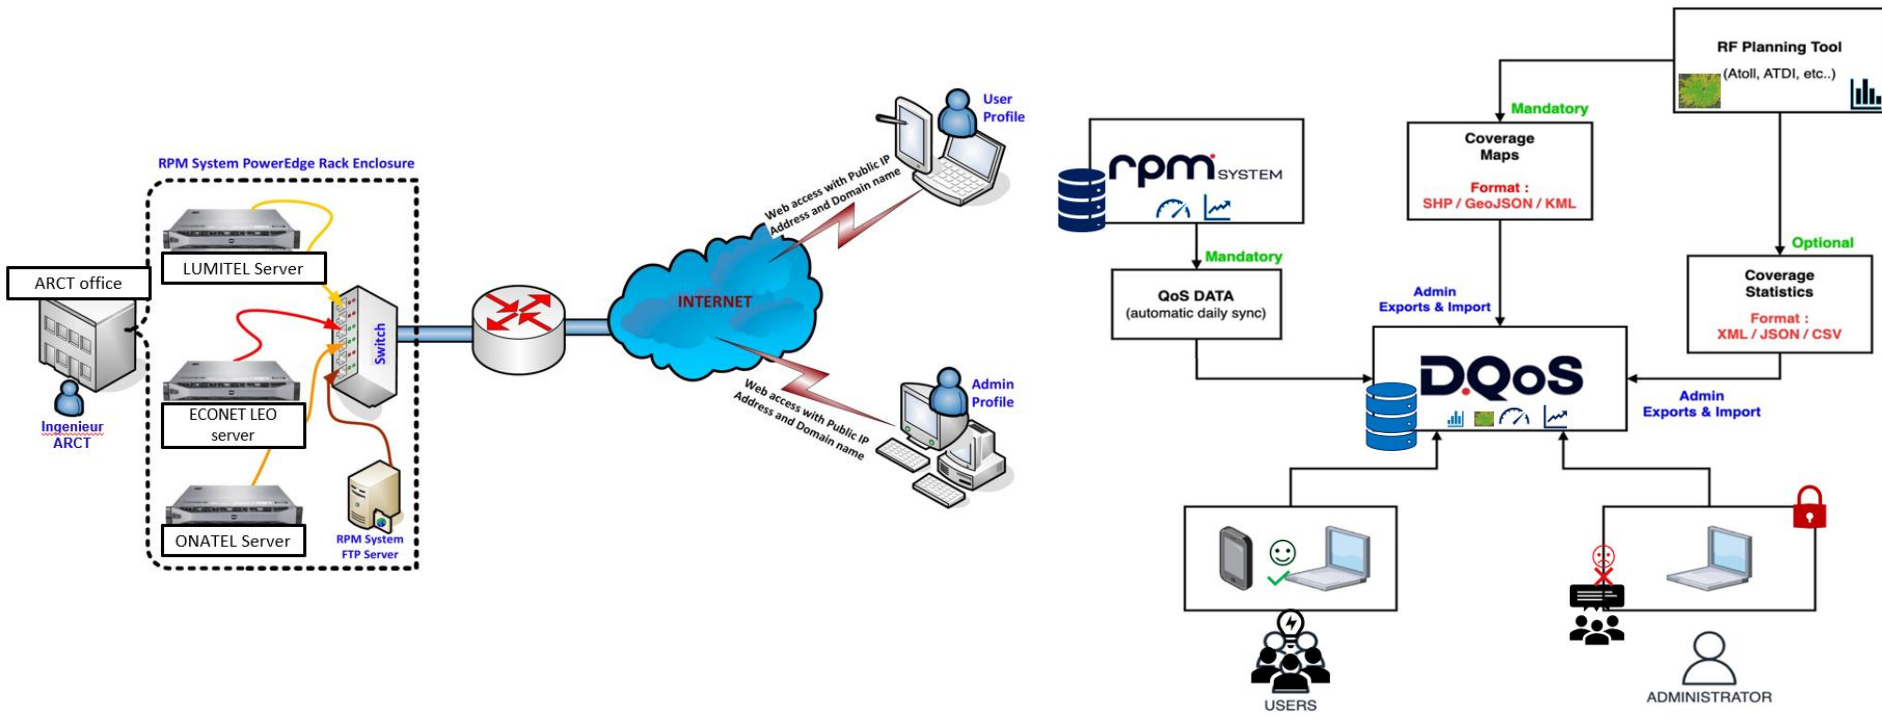 RPM System PowerEdge Rack Enclosure
LUMITEL Server
ARCT office
Ingenieur
ARCT
ECONET LEO
server
ONATEL Server
RPM System
FTP Server
Switch
INTERNET
Web access with Public IP
Address and Domain name
User
Profile
Web access with Public IP
Address and Domain name
Admin
Profile
RF Planning Tool
(Atoll, ATDI, etc..)
Mandatory
Coverage
Maps
Format :
SHP / GeoJSON / KML
rpm SYSTEM
Mandatory
QoS DATA
(automatic daily sync)
Admin
Exports & Import
Optional
Coverage
Statistics
Format :
XML / JSON / CSV
D.QoS
Admin
Exports & Import
USERS
ADMINISTRATOR